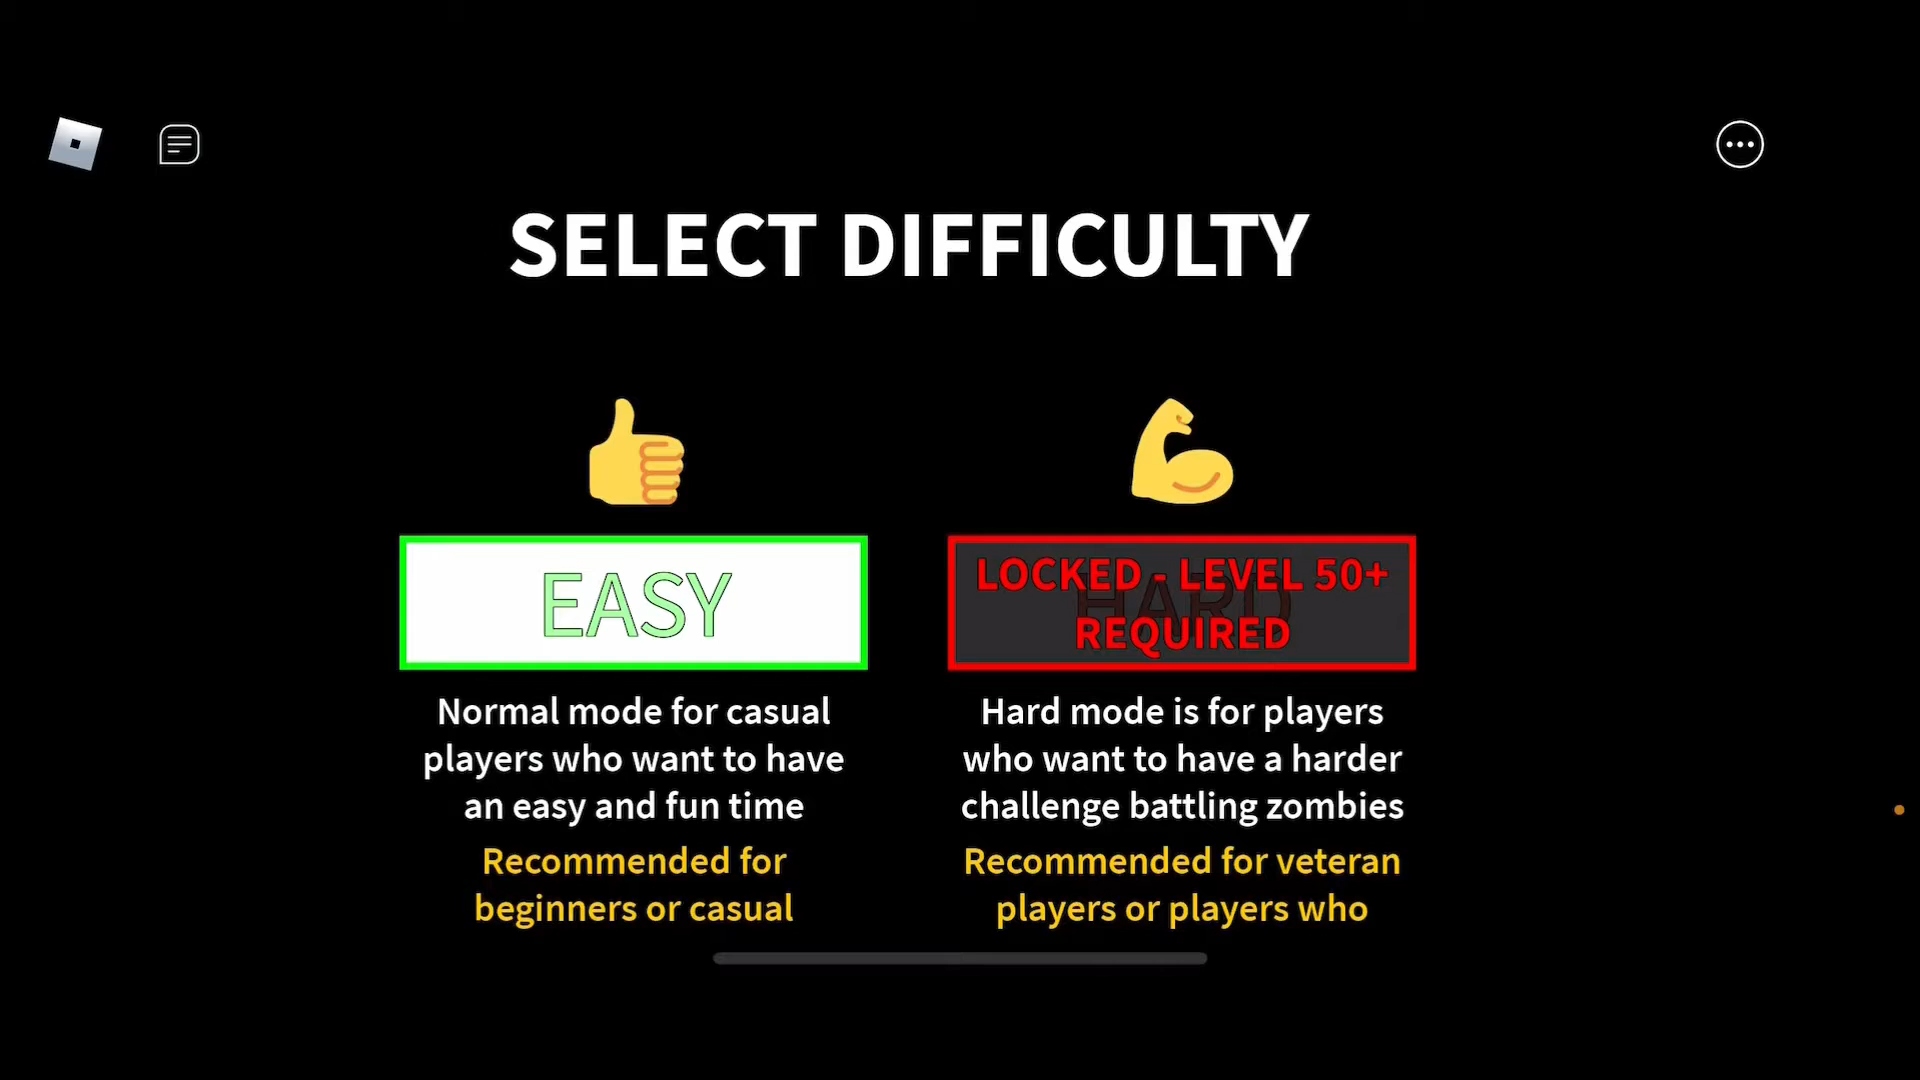 SELECT DIFFICULTY
EASY
HARD
LOCKED - LEVEL 50+
REQUIRED
Normal mode for casual
players who want to have
an easy and fun time
Recommended for
beginners or casual
Hard mode is for players
who want to have a harder
challenge battling zombies
Recommended for veteran
players or players who